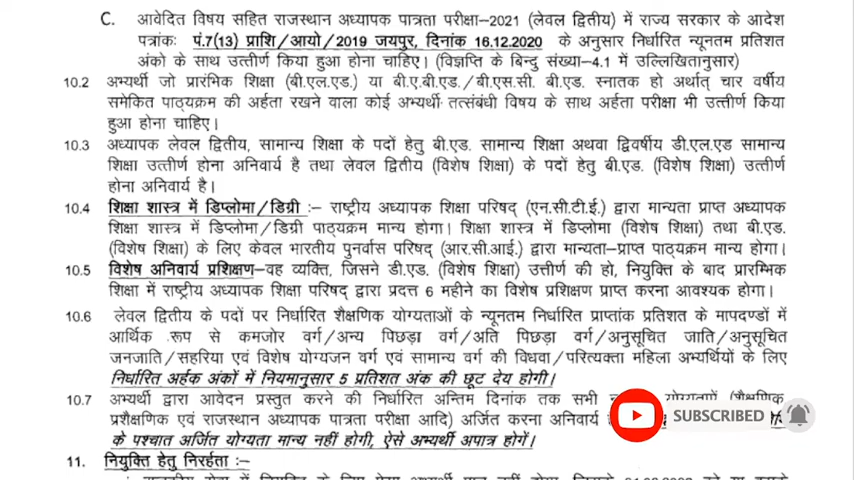 C. आवेदित विषय सहित राजस्थान अध्यापक पात्रता परीक्षा–2021 (लेवल द्वितीय) में राज्य सरकार के आदेश
पत्रांकः पं.7(13) प्राशि/आयो/2019 जयपुर, दिनांक 16.12.2020 के अनुसार निर्धारित न्यूनतम प्रतिशत
अंको के साथ उत्तीर्ण किया हुआ होना चाहिए। (विज्ञप्ति के बिन्दु संख्या–4.1 में उल्लिखितानुसार)
10.2 अभ्यर्थी जो प्रारंभिक शिक्षा (बी.एल.एड.) या बी.ए.बी.एड./बी.एस.सी. बी.एड. स्नातक हो अर्थात् चार वर्षीय
समेकित पाठ्यक्रम की अर्हता रखने वाला कोई अभ्यर्थी तत्संबंधी विषय के साथ अर्हता परीक्षा भी उत्तीर्ण किया
हुआ होना चाहिए।
10.3 अध्यापक लेवल द्वितीय, सामान्य शिक्षा के पदों हेतु बी.एड. सामान्य शिक्षा अथवा द्विवर्षीय डी.एल.एड सामान्य
शिक्षा उत्तीर्ण होना अनिवार्य है तथा लेवल द्वितीय (विशेष शिक्षा) के पदों हेतु बी.एड. (विशेष शिक्षा) उत्तीर्ण
होना अनिवार्य है।
10.4 शिक्षा शास्त्र में डिप्लोमा/डिग्री :– राष्ट्रीय अध्यापक शिक्षा परिषद् (एन.सी.टी.ई.) द्वारा मान्यता प्राप्त अध्यापक
शिक्षा शास्त्र में डिप्लोमा/डिग्री पाठ्यक्रम मान्य होगा। शिक्षा शास्त्र में डिप्लोमा (विशेष शिक्षा) तथा बी.एड.
(विशेष शिक्षा) के लिए केवल भारतीय पुनर्वास परिषद् (आर.सी.आई.) द्वारा मान्यता–प्राप्त पाठ्यक्रम मान्य होगा।
10.5 विशेष अनिवार्य प्रशिक्षण–वह व्यक्ति, जिसने डी.एड. (विशेष शिक्षा) उत्तीर्ण की हो, नियुक्ति के बाद प्रारम्भिक
शिक्षा में राष्ट्रीय अध्यापक शिक्षा परिषद् द्वारा प्रदत्त 6 महीने का विशेष प्रशिक्षण प्राप्त करना आवश्यक होगा।
10.6 लेवल द्वितीय के पदों पर निर्धारित शैक्षणिक योग्यताओं के न्यूनतम निर्धारित प्राप्तांक प्रतिशत के मापदण्डों में
आर्थिक रूप से कमजोर वर्ग/अन्य पिछड़ा वर्ग/अति पिछड़ा वर्ग/अनुसूचित जाति/अनुसूचित
जनजाति/सहरिया एवं विशेष योग्यजन वर्ग एवं सामान्य वर्ग की विधवा/परित्यक्ता महिला अभ्यर्थियों के लिए
निर्धारित अर्हक अंकों में नियमानुसार 5 प्रतिशत अंक की छूट देय होगी।
10.7 अभ्यर्थी द्वारा आवेदन प्रस्तुत करने की निर्धारित अन्तिम दिनांक तक सभी योग्यताऐं (शैक्षणिक
प्रशैक्षणिक एवं राजस्थान अध्यापक पात्रता परीक्षा आदि) अर्जित करना अनिवार्य SUBSCRIBED
के पश्चात अर्जित योग्यता मान्य नहीं होगी, ऐसे अभ्यर्थी अपात्र होगें।
11. नियुक्ति हेतु निरर्हता :–